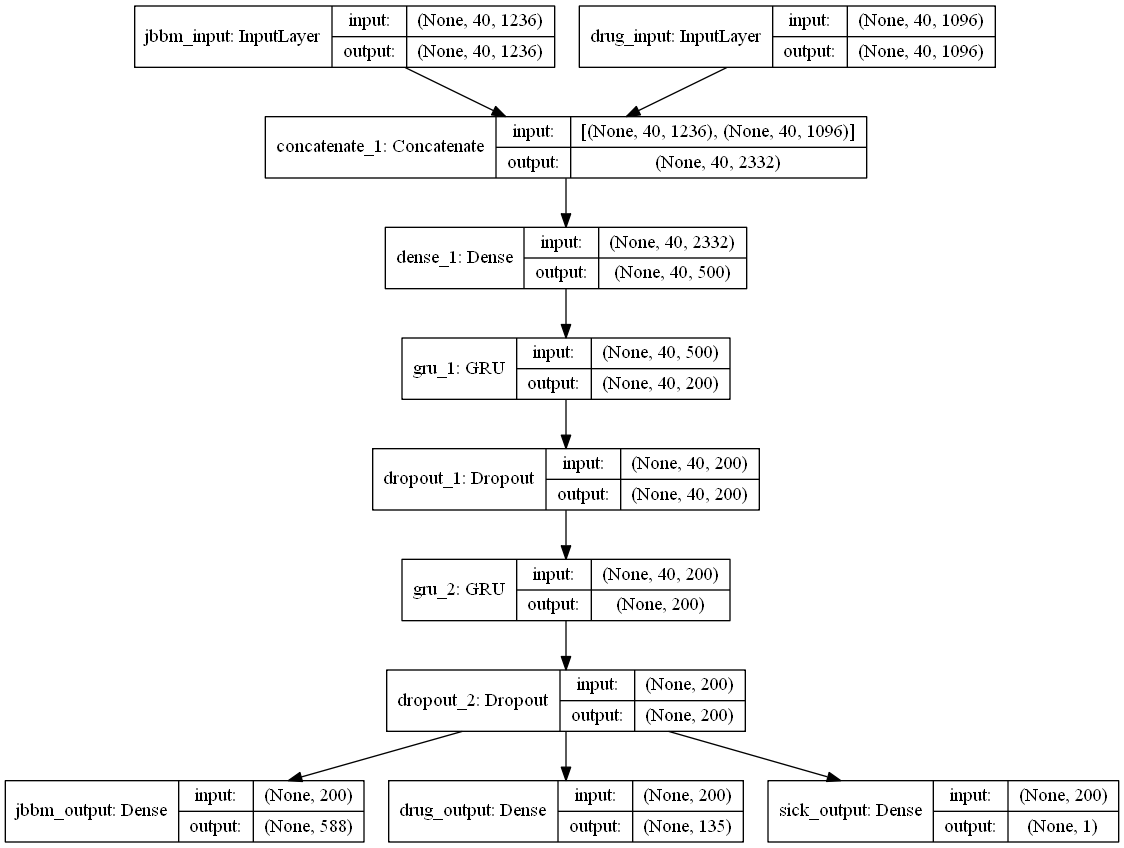 jbbm_input: InputLayer
input: (None, 40, 1236)
output: (None, 40, 1236)
drug_input: InputLayer
input: (None, 40, 1096)
output: (None, 40, 1096)
concatenate_1: Concatenate
input: [(None, 40, 1236), (None, 40, 1096)]
output: (None, 40, 2332)
dense_1: Dense
input: (None, 40, 2332)
output: (None, 40, 500)
gru_1: GRU
input: (None, 40, 500)
output: (None, 40, 200)
dropout_1: Dropout
input: (None, 40, 200)
output: (None, 40, 200)
gru_2: GRU
input: (None, 40, 200)
output: (None, 200)
dropout_2: Dropout
input: (None, 200)
output: (None, 200)
jbbm_output: Dense
input: (None, 200)
output: (None, 588)
drug_output: Dense
input: (None, 200)
output: (None, 135)
sick_output: Dense
input: (None, 200)
output: (None, 1)